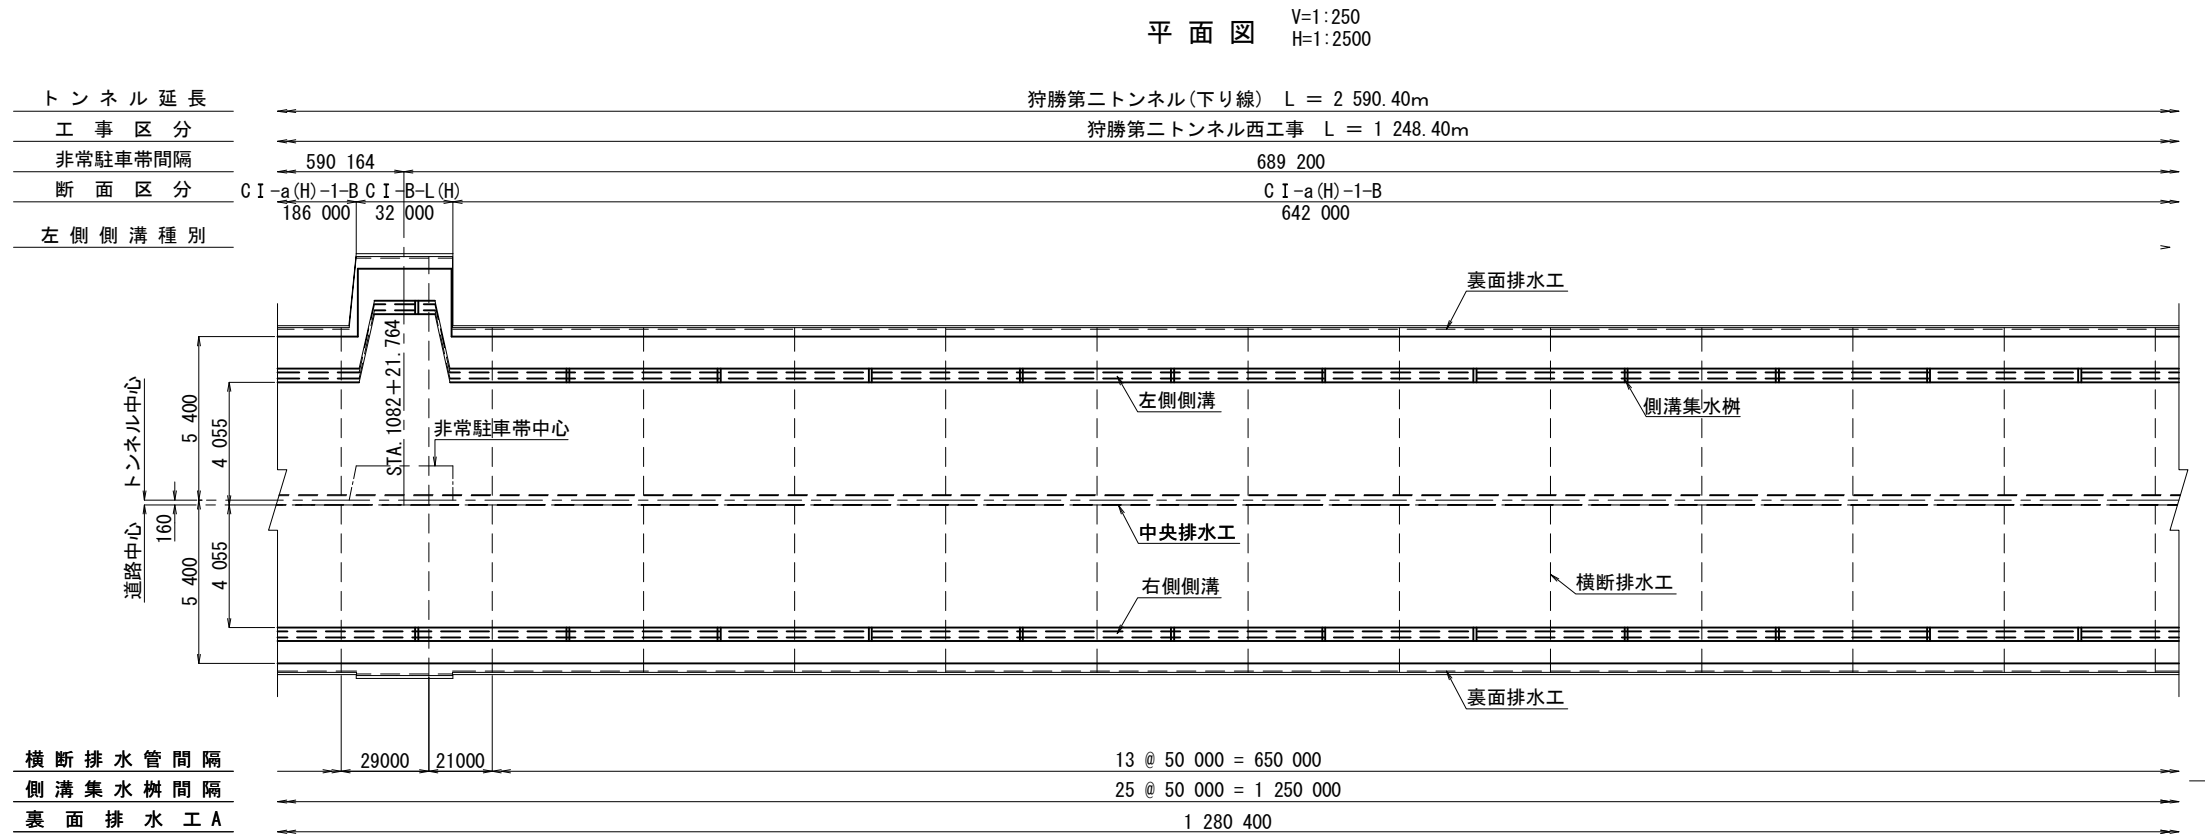 平面図 V=1:250
H=1:2500
トンネル延長 狩勝第二トンネル(下り線) L = 2 590.40m
工事区分 狩勝第二トンネル西工事 L = 1 248.40m
非常駐車帯間隔 590 164 689 200
断面区分 CⅠ-a(H)-1-B CⅠ-B-L(H) CⅠ-a(H)-1-B
186 000 32 000 642 000
左側側溝種別
裏面排水工
左側側溝
側溝集水桝
非常駐車帯中心
STA.1082+21.764
トンネル中心
5 400
4 055
160
道路中心
5 400
4 055
中央排水工
横断排水工
右側側溝
裏面排水工
横断排水管間隔 29000 21000 13 @ 50 000 = 650 000
側溝集水桝間隔 25 @ 50 000 = 1 250 000
裏面排水工A 1 280 400